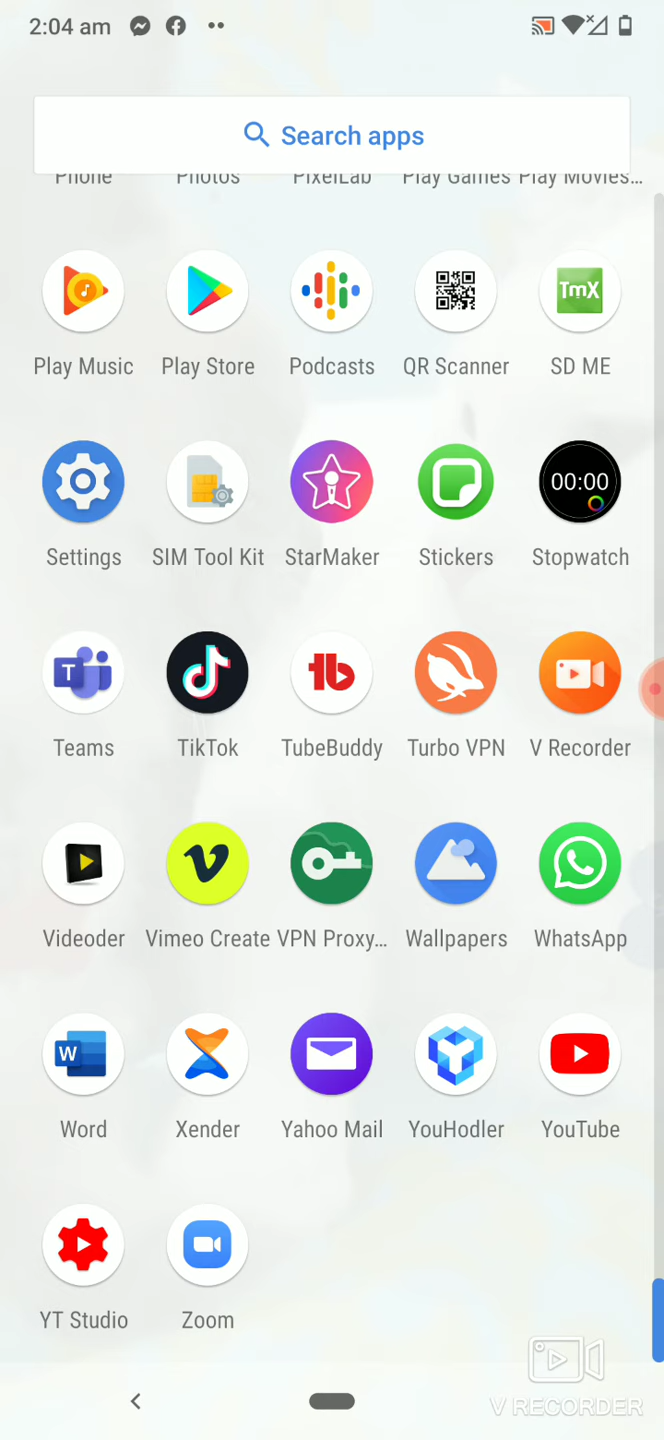 2:04 am
Search apps
Phone Photos PixelLab Play Games Play Movies...
TmX
Play Music Play Store Podcasts QR Scanner SD ME
00:00
Settings SIM Tool Kit StarMaker Stickers Stopwatch
T
Teams TikTok TubeBuddy Turbo VPN V Recorder
Videoder Vimeo Create VPN Proxy... Wallpapers WhatsApp
W
Word Xender Yahoo Mail YouHodler YouTube
YT Studio Zoom
V RECORDER